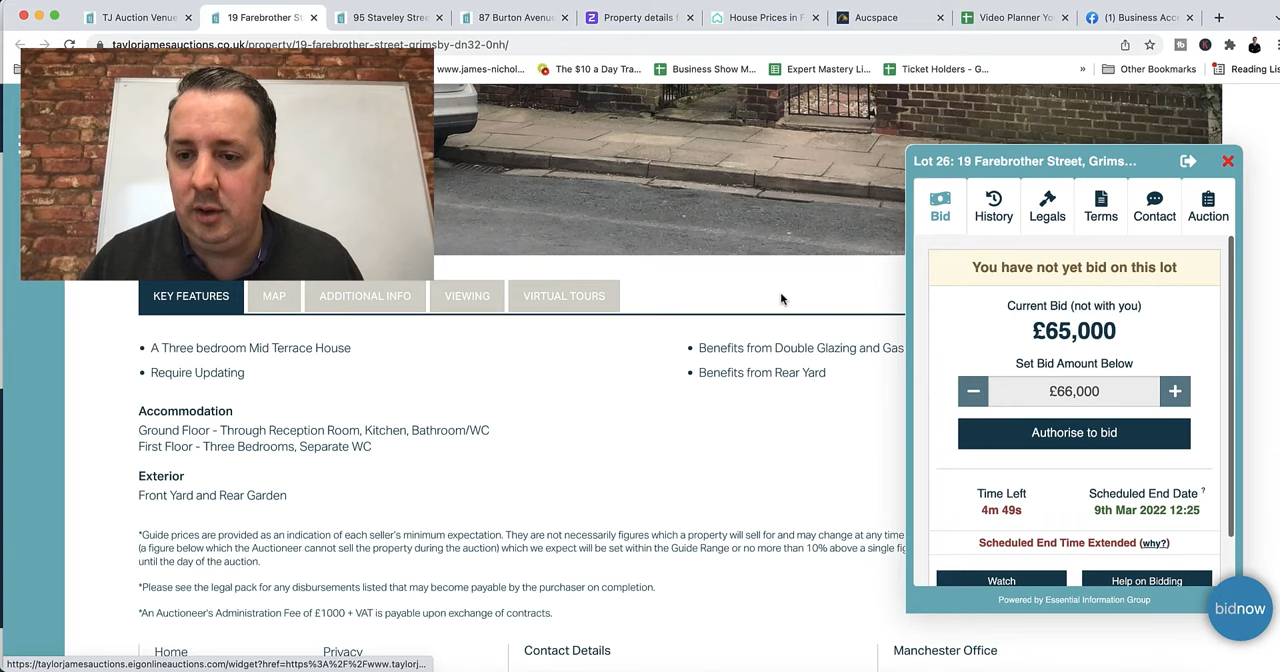 TJ Auction Venue
19 Farebrother S
95 Staveley Stree
87 Burton Avenue
Property details f
House Prices in F
Aucspace
Video Planner Yo
(1) Business Acc
taylorjamesauctions.co.uk/property/19-farebrother-street-grimsby-dn32-0nh/
www.james-nichol...
The $10 a Day Tra...
Business Show M...
Expert Mastery Li...
Ticket Holders - G...
»
Other Bookmarks
Reading Lis
Lot 26: 19 Farebrother Street, Grims...
Bid
History
Legals
Terms
Contact
Auction
You have not yet bid on this lot
Current Bid (not with you)
£65,000
Set Bid Amount Below
£66,000
Authorise to bid
Time Left
Scheduled End Date ?
4m 49s
9th Mar 2022 12:25
Scheduled End Time Extended (why?)
Watch
Help on Bidding
Powered by Essential Information Group
bidnow
KEY FEATURES
MAP
ADDITIONAL INFO
VIEWING
VIRTUAL TOURS
• A Three bedroom Mid Terrace House
• Benefits from Double Glazing and Gas
• Require Updating
• Benefits from Rear Yard
Accommodation
Ground Floor - Through Reception Room, Kitchen, Bathroom/WC
First Floor - Three Bedrooms, Separate WC
Exterior
Front Yard and Rear Garden
*Guide prices are provided as an indication of each seller's minimum expectation. They are not necessarily figures which a property will sell for and may change at any time
(a figure below which the Auctioneer cannot sell the property during the auction) which we expect will be set within the Guide Range or no more than 10% above a single fig
until the day of the auction.
*Please see the legal pack for any disbursements listed that may become payable by the purchaser on completion.
*An Auctioneer's Administration Fee of £1000 + VAT is payable upon exchange of contracts.
Home
Privacy
Contact Details
Manchester Office
https://taylorjamesauctions.eigonlineauctions.com/widget?href=https%3A%2F%2Fwww.taylorj...